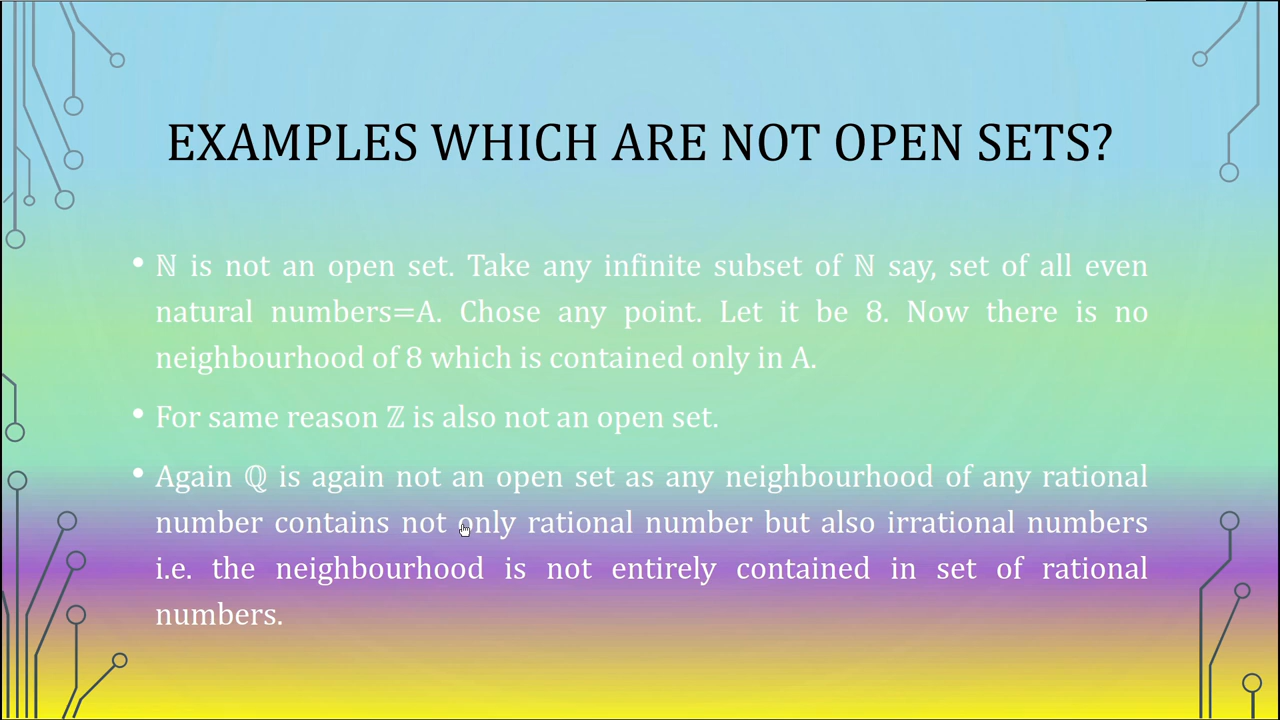 EXAMPLES WHICH ARE NOT OPEN SETS?
• ℕ is not an open set. Take any infinite subset of ℕ say, set of all even
natural numbers=A. Chose any point. Let it be 8. Now there is no
neighbourhood of 8 which is contained only in A.
• For same reason ℤ is also not an open set.
• Again ℚ is again not an open set as any neighbourhood of any rational
number contains not only rational number but also irrational numbers
i.e. the neighbourhood is not entirely contained in set of rational
numbers.